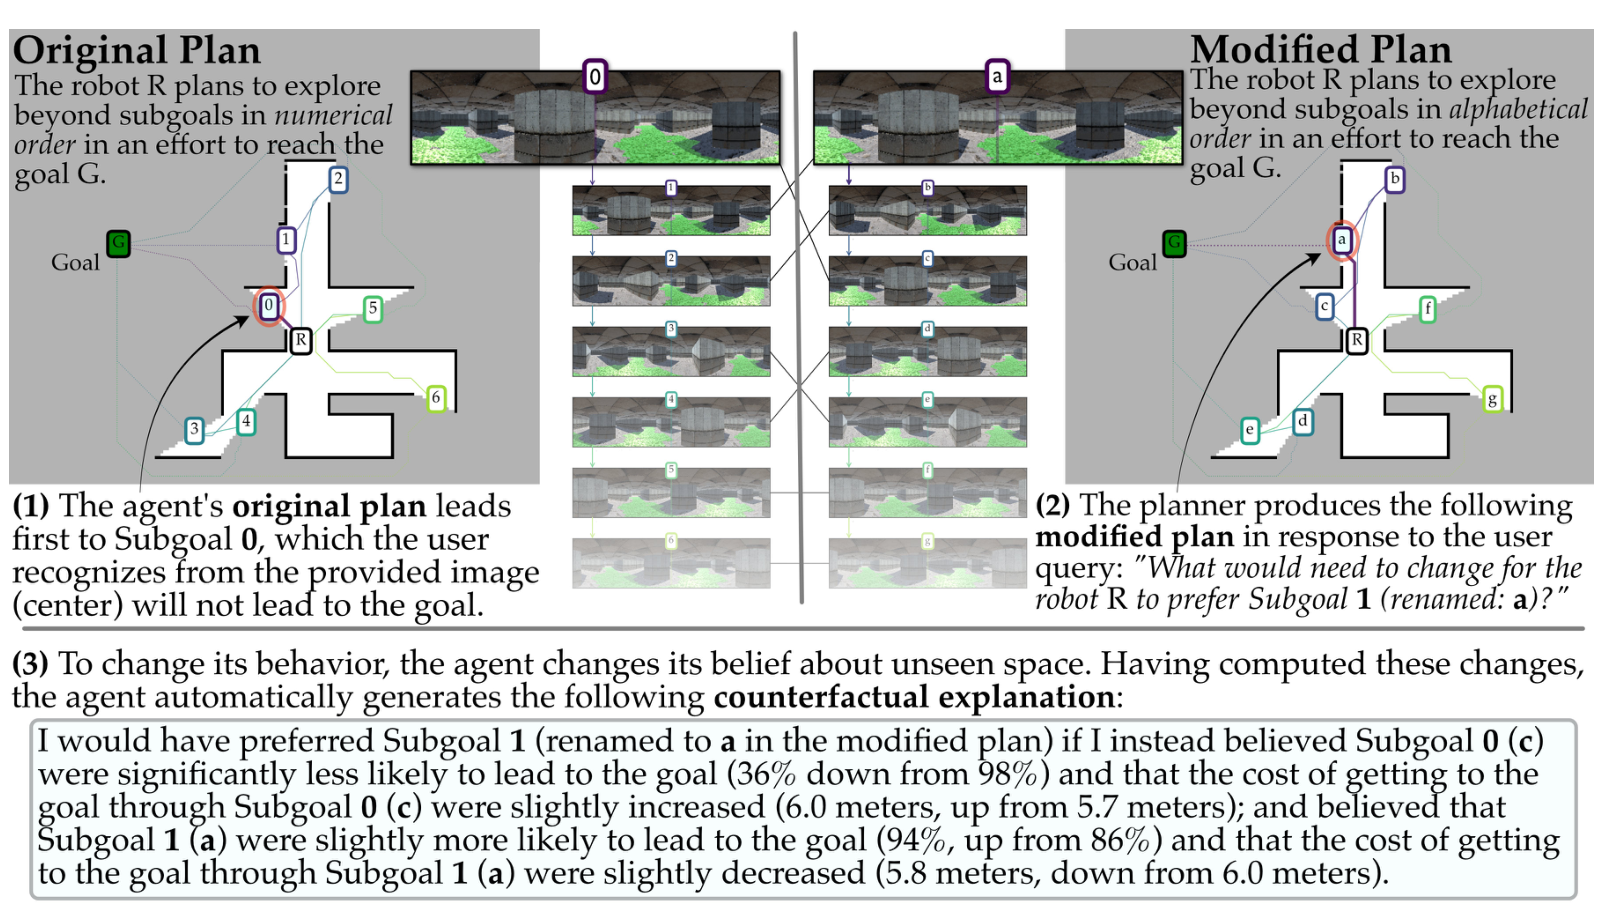 Original Plan
The robot R plans to explore
beyond subgoals in numerical
order in an effort to reach the
goal G.
2
1
G
Goal
0
5
R
6
3
4
0
1
2
3
4
5
6
a
b
c
d
e
f
g
Modified Plan
The robot R plans to explore
beyond subgoals in alphabetical
order in an effort to reach the
goal G.
b
a
G
Goal
c
f
R
g
e
d
(1) The agent's original plan leads
first to Subgoal 0, which the user
recognizes from the provided image
(center) will not lead to the goal.
(2) The planner produces the following
modified plan in response to the user
query: "What would need to change for the
robot R to prefer Subgoal 1 (renamed: a)?"
(3) To change its behavior, the agent changes its belief about unseen space. Having computed these changes,
the agent automatically generates the following counterfactual explanation:
I would have preferred Subgoal 1 (renamed to a in the modified plan) if I instead believed Subgoal 0 (c)
were significantly less likely to lead to the goal (36% down from 98%) and that the cost of getting to the
goal through Subgoal 0 (c) were slightly increased (6.0 meters, up from 5.7 meters); and believed that
Subgoal 1 (a) were slightly more likely to lead to the goal (94%, up from 86%) and that the cost of getting
to the goal through Subgoal 1 (a) were slightly decreased (5.8 meters, down from 6.0 meters).